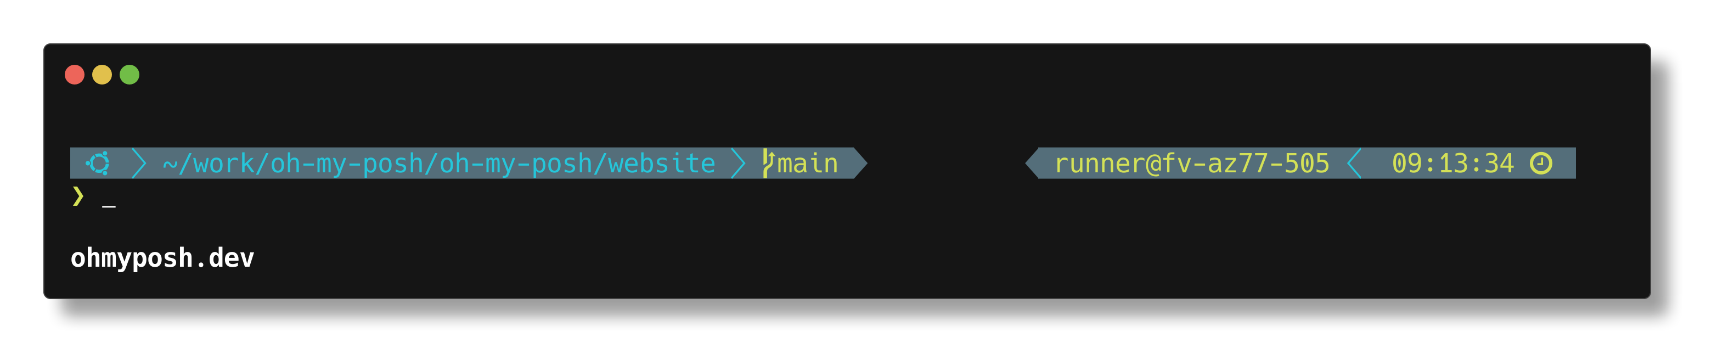 ~/work/oh-my-posh/oh-my-posh/website main runner@fv-az77-505 09:13:34
❯ _
ohmyposh.dev